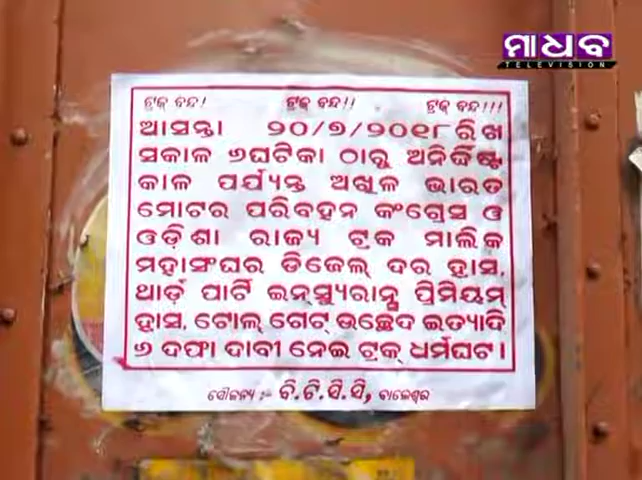 ମାଧବ
TELEVISION
ଟ୍ରକ୍ ବନ୍ଦ! ଟ୍ରକ୍ ବନ୍ଦ!! ଟ୍ରକ୍ ବନ୍ଦ!!!
ଆସନ୍ତା ୨୦/୭/୨୦୧୮ ରିଖ
ସକାଳ ୬ଘଟିକା ଠାରୁ ଅନିର୍ଦ୍ଦିଷ୍ଟ
କାଳ ପର୍ଯ୍ୟନ୍ତ ଅଖିଳ ଭାରତ
ମୋଟର ପରିବହନ କଂଗ୍ରେସ ଓ
ଓଡ଼ିଶା ରାଜ୍ୟ ଟ୍ରକ ମାଲିକ
ମହାସଂଘର ଡିଜେଲ୍ ଦର ହ୍ରାସ,
ଥାର୍ଡ଼ ପାର୍ଟି ଇନ୍‌ସ୍ୟୁରାନ୍ସ ପ୍ରିମିୟମ୍
ହ୍ରାସ, ଟୋଲ୍ ଗେଟ୍ ଉଚ୍ଛେଦ ଇତ୍ୟାଦି
୬ ଦଫା ଦାବୀ ନେଇ ଟ୍ରକ୍ ଧର୍ମଘଟ।
ସୌଜନ୍ୟ :- ବି.ଟି.ସି.ସି, ବାଲେଶ୍ୱର